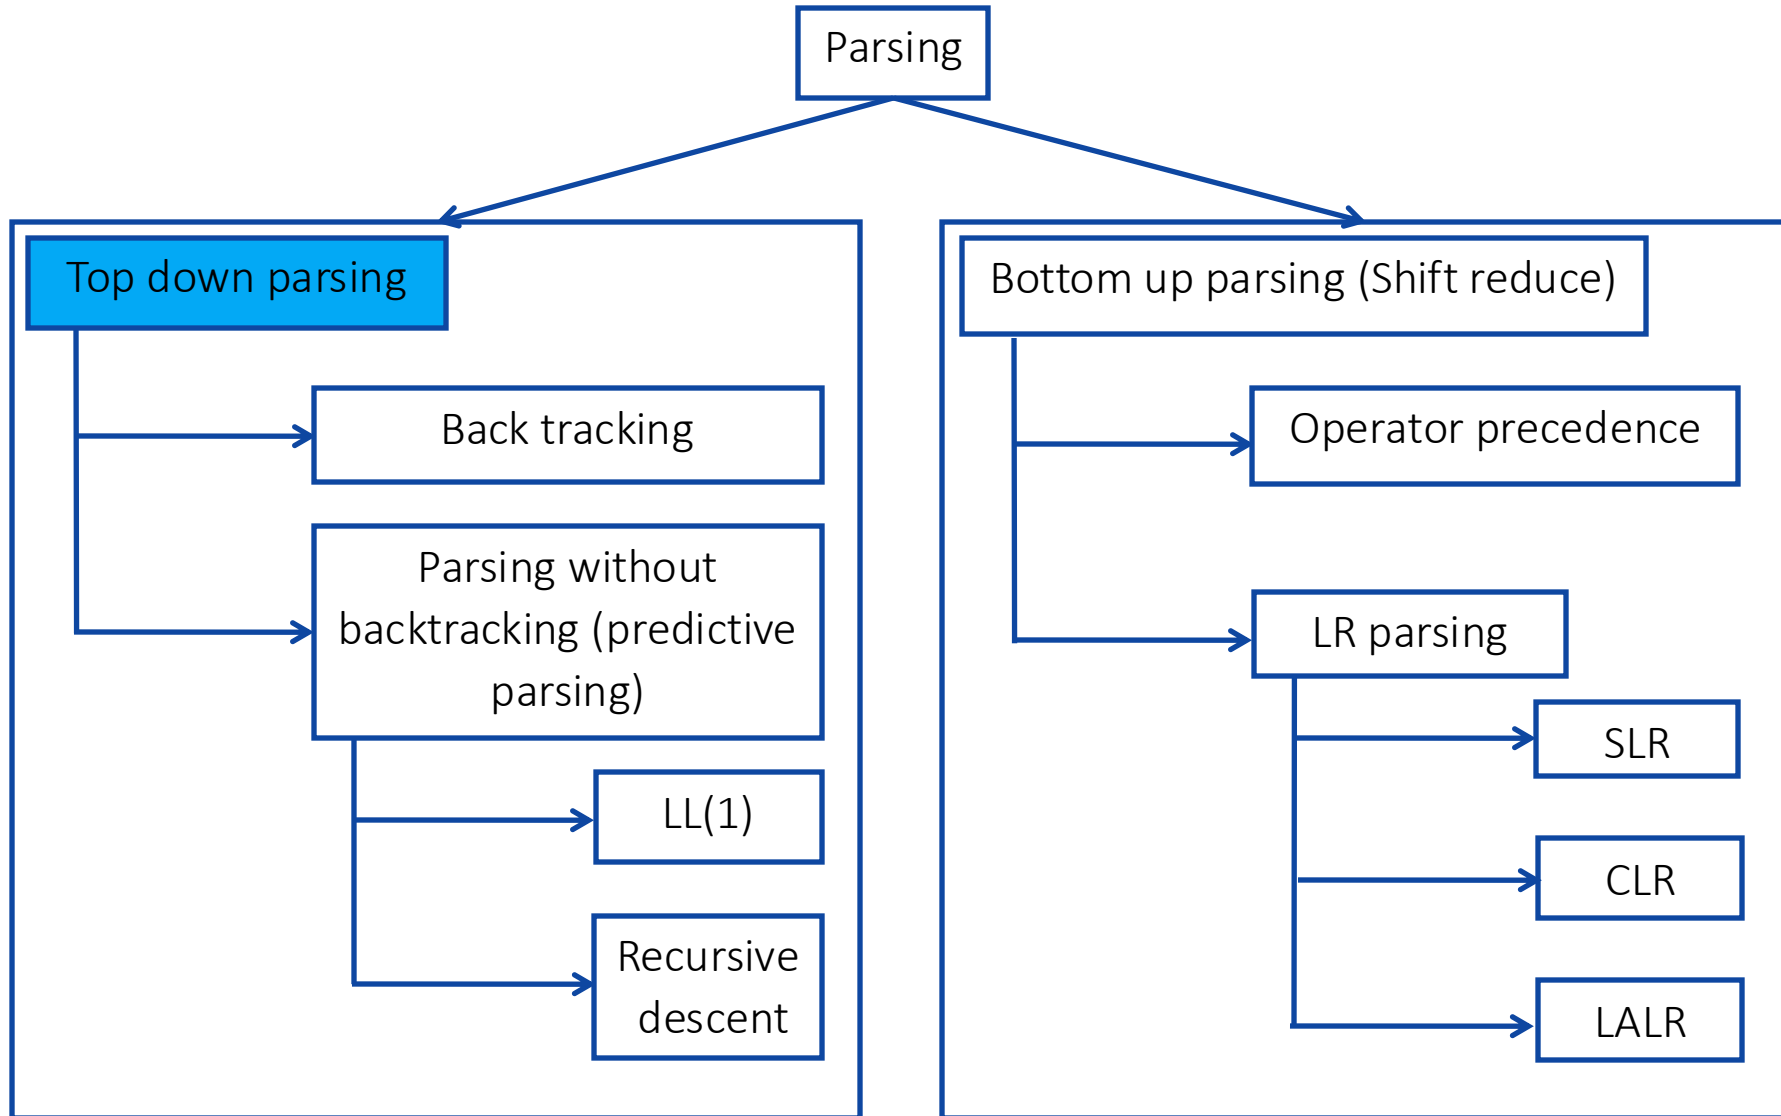 Parsing
Top down parsing
Back tracking
Parsing without
backtracking (predictive
parsing)
LL(1)
Recursive
descent
Bottom up parsing (Shift reduce)
Operator precedence
LR parsing
SLR
CLR
LALR